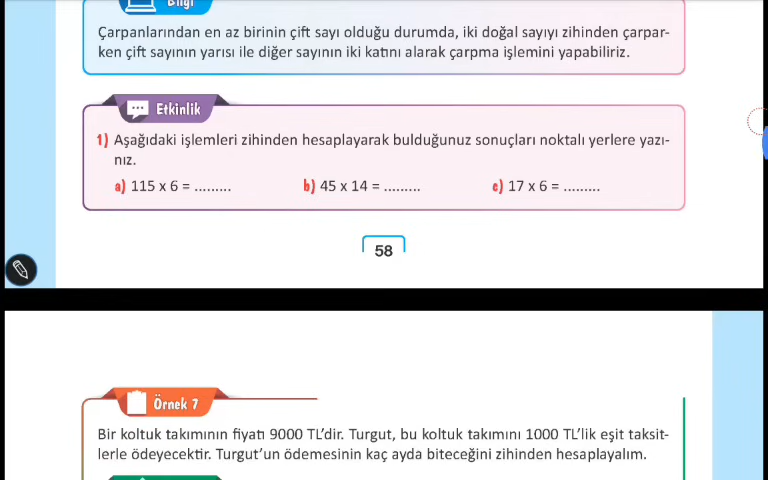 Bilgi
Çarpanlarından en az birinin çift sayı olduğu durumda, iki doğal sayıyı zihinden çarpar-
ken çift sayının yarısı ile diğer sayının iki katını alarak çarpma işlemini yapabiliriz.
Etkinlik
1) Aşağıdaki işlemleri zihinden hesaplayarak bulduğunuz sonuçları noktalı yerlere yazı-
nız.
a) 115 x 6 = ......... b) 45 x 14 = ......... c) 17 x 6 = .........
58
Örnek 7
Bir koltuk takımının fiyatı 9000 TL'dir. Turgut, bu koltuk takımını 1000 TL'lik eşit taksit-
lerle ödeyecektir. Turgut'un ödemesinin kaç ayda biteceğini zihinden hesaplayalım.